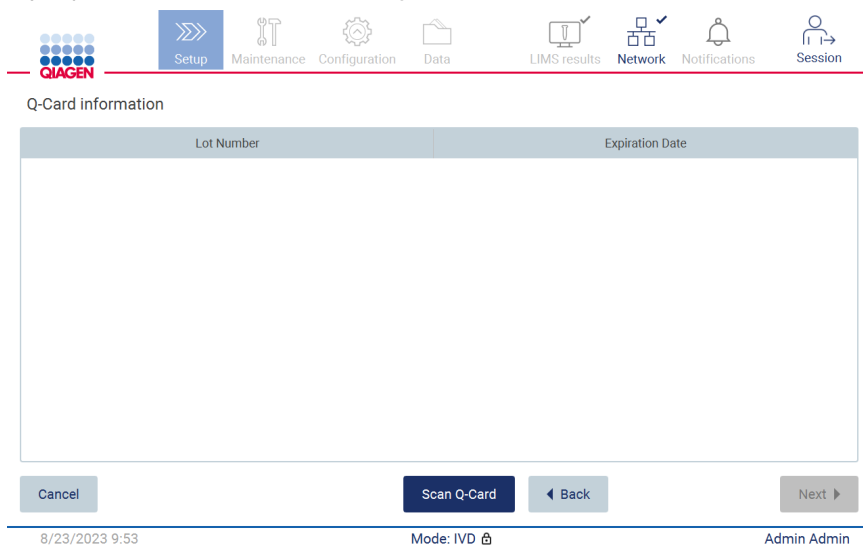 QIAGEN
Setup
Maintenance
Configuration
Data
LIMS results
Network
Notifications
Session
Q-Card information
Lot Number
Expiration Date
Cancel
Scan Q-Card
Back
Next
8/23/2023 9:53
Mode: IVD
Admin Admin